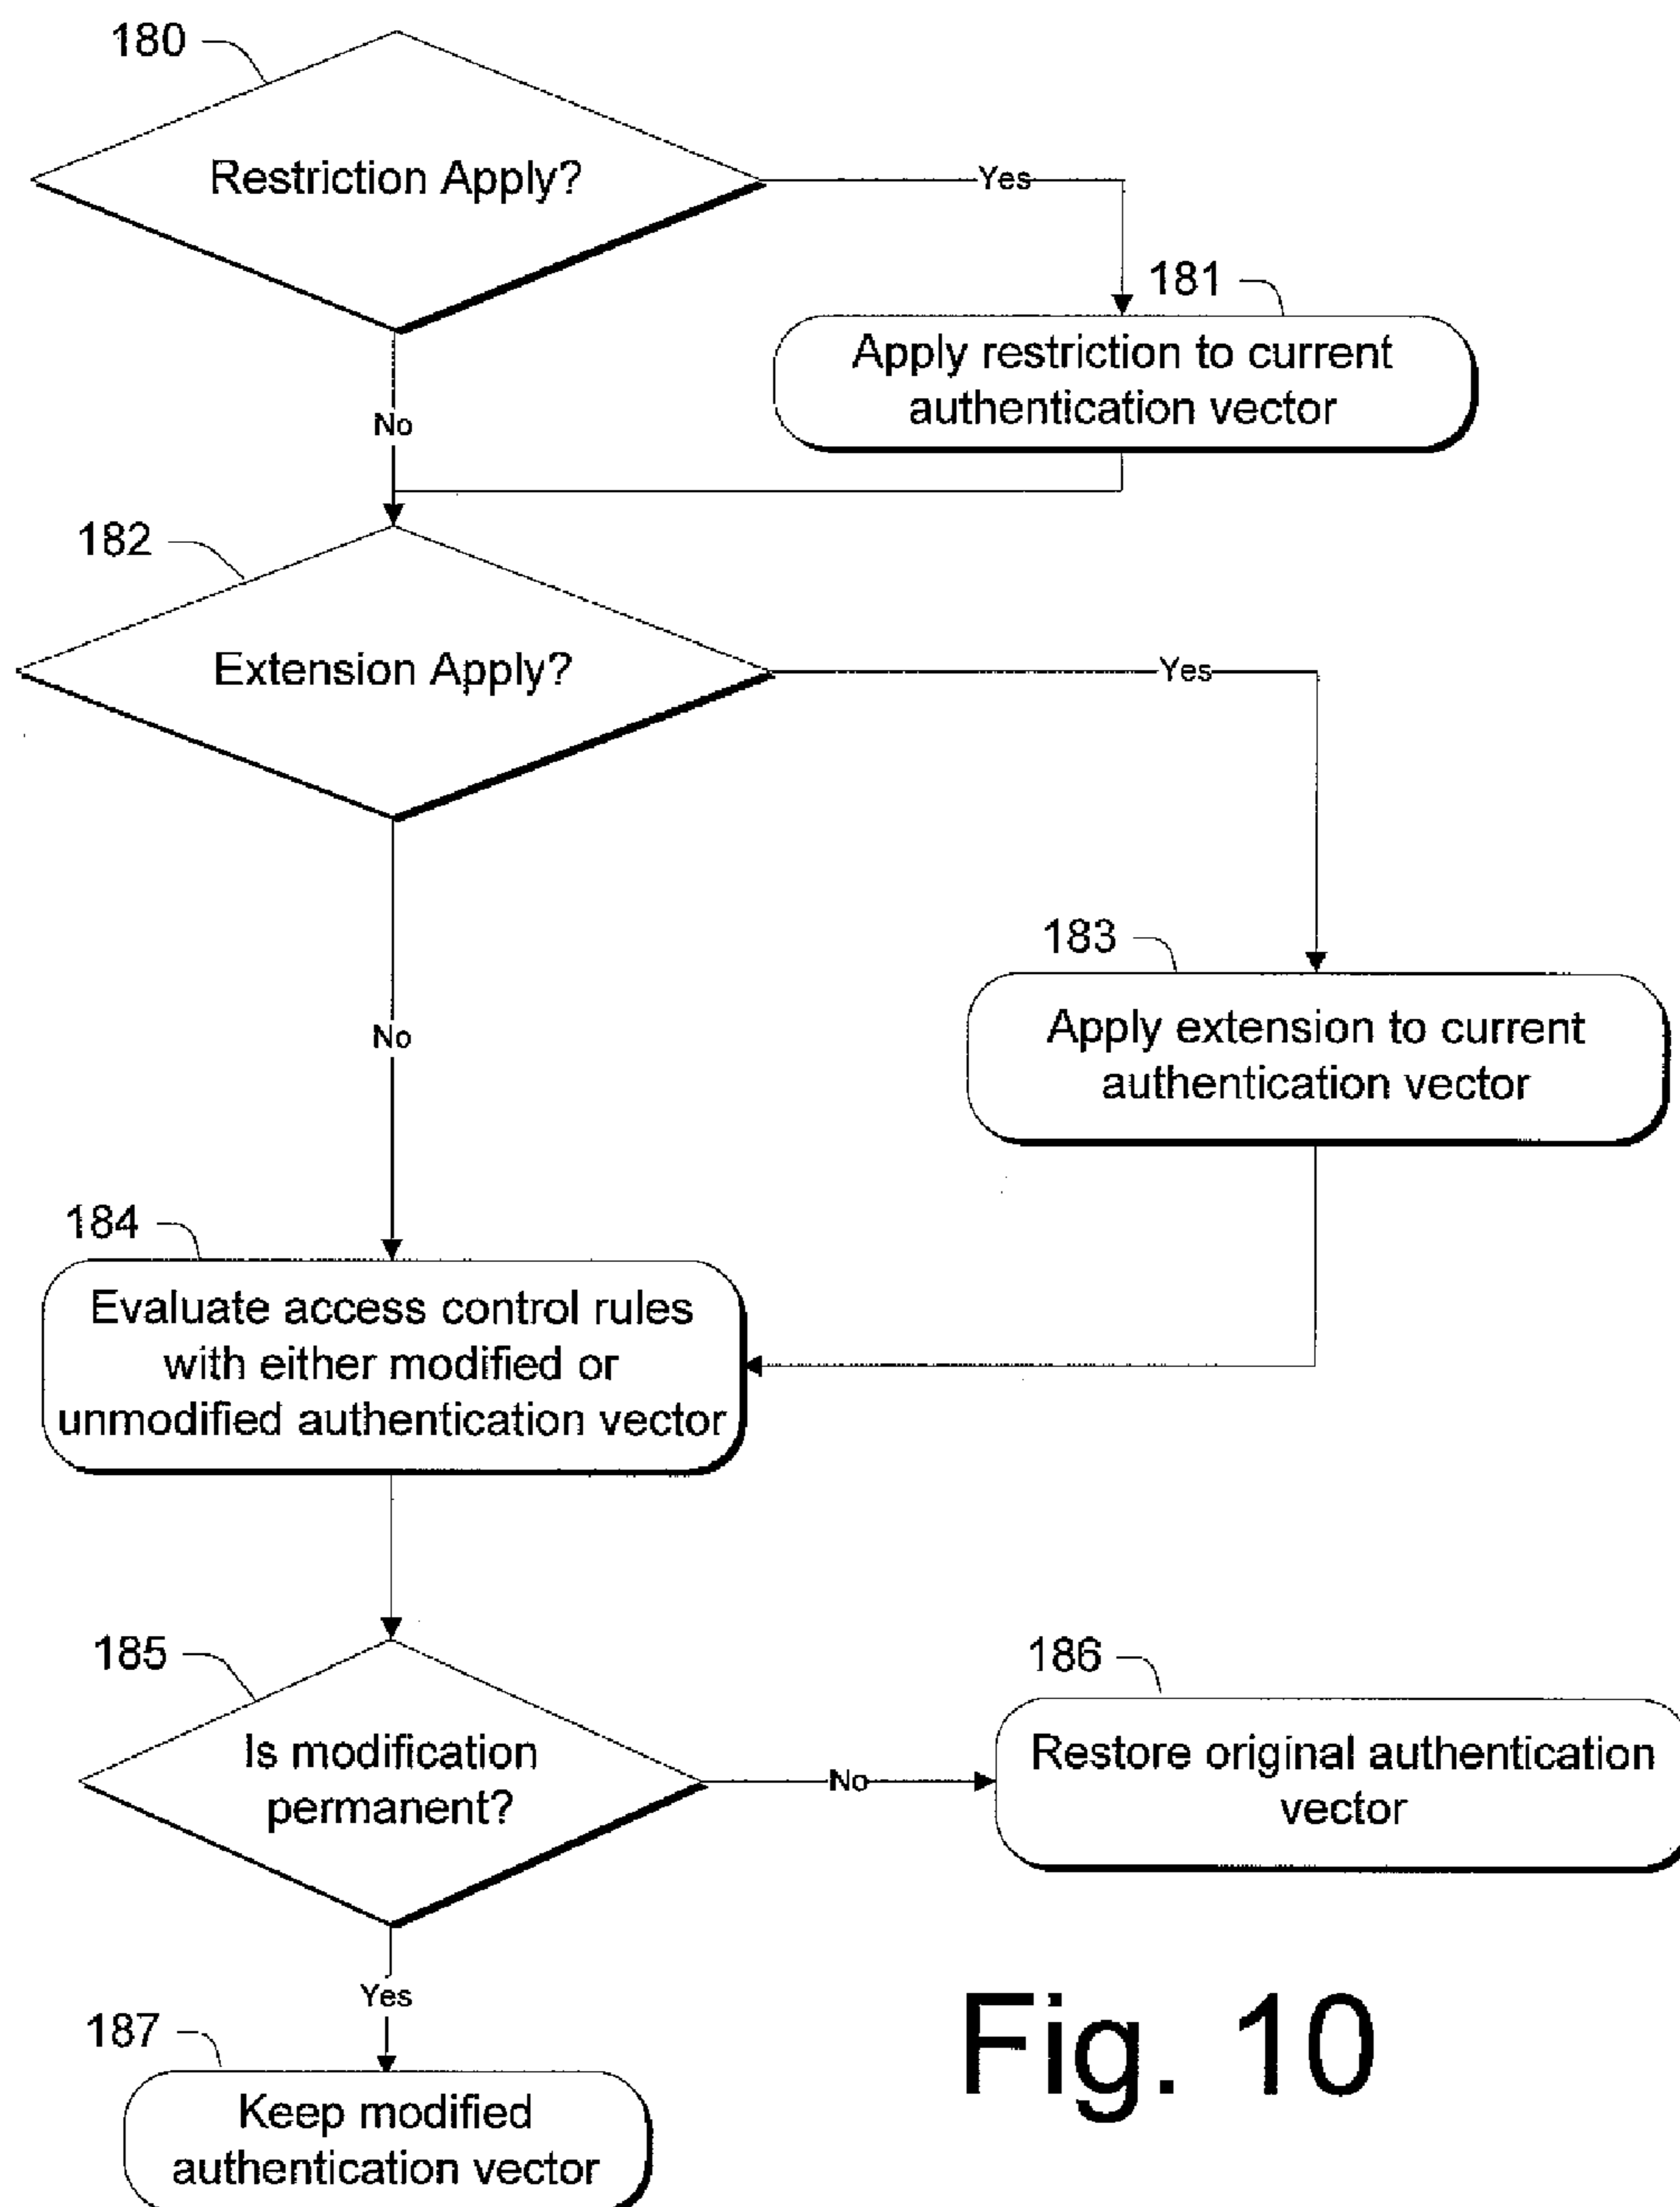 180
Restriction Apply?
Yes
181
Apply restriction to current
authentication vector
No
182
Extension Apply?
Yes
183
Apply extension to current
authentication vector
No
184
Evaluate access control rules
with either modified or
unmodified authentication vector
185
Is modification
permanent?
No
186
Restore original authentication
vector
Yes
187
Keep modified
authentication vector
Fig. 10